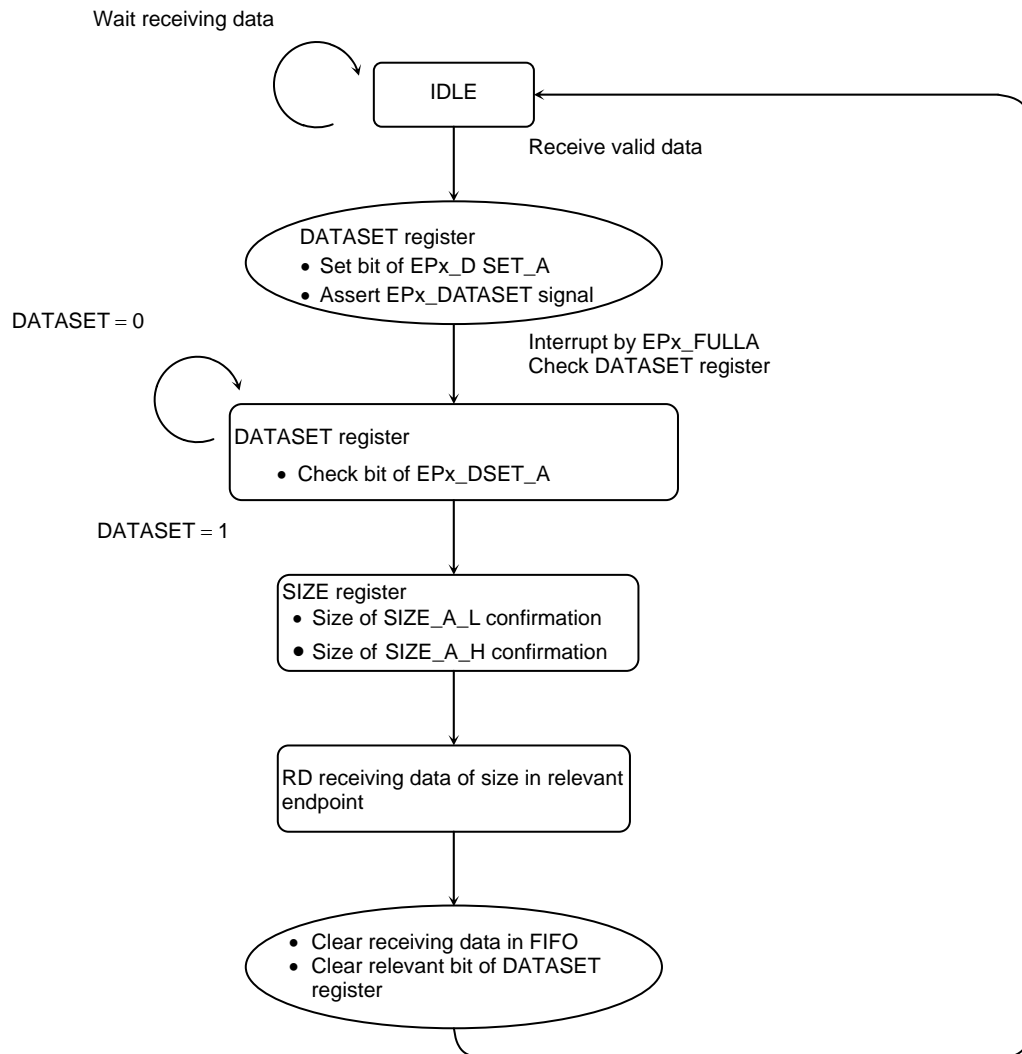 Wait receiving data
IDLE
Receive valid data
DATASET register
• Set bit of EPx_D SET_A
• Assert EPx_DATASET signal
DATASET = 0
Interrupt by EPx_FULLA
Check DATASET register
DATASET register
• Check bit of EPx_DSET_A
DATASET = 1
SIZE register
• Size of SIZE_A_L confirmation
• Size of SIZE_A_H confirmation
RD receiving data of size in relevant
endpoint
• Clear receiving data in FIFO
• Clear relevant bit of DATASET
register